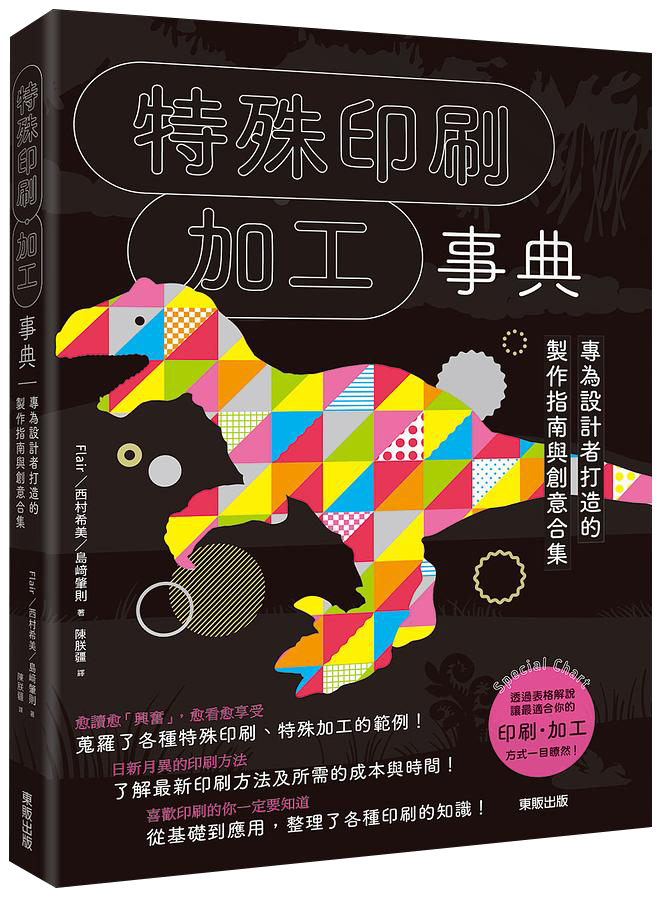 特殊印刷
加工
事典
專為設計者打造的
製作指南與創意合集
Flair/西村希美/島﨑肇則 著 陳朕疆 譯
愈讀愈「興奮」，愈看愈享受
蒐羅了各種特殊印刷、特殊加工的範例！
日新月異的印刷方法
了解最新印刷方法及所需的成本與時間！
喜歡印刷的你一定要知道
從基礎到應用，整理了各種印刷的知識！
Special Chart
透過表格解說
讓最適合你的
印刷・加工
方式一目瞭然！
東販出版
特殊印刷・加工事典
專為設計者打造的
製作指南與創意合集
Flair/西村希美/島﨑肇則 著
陳朕疆 譯
東販出版